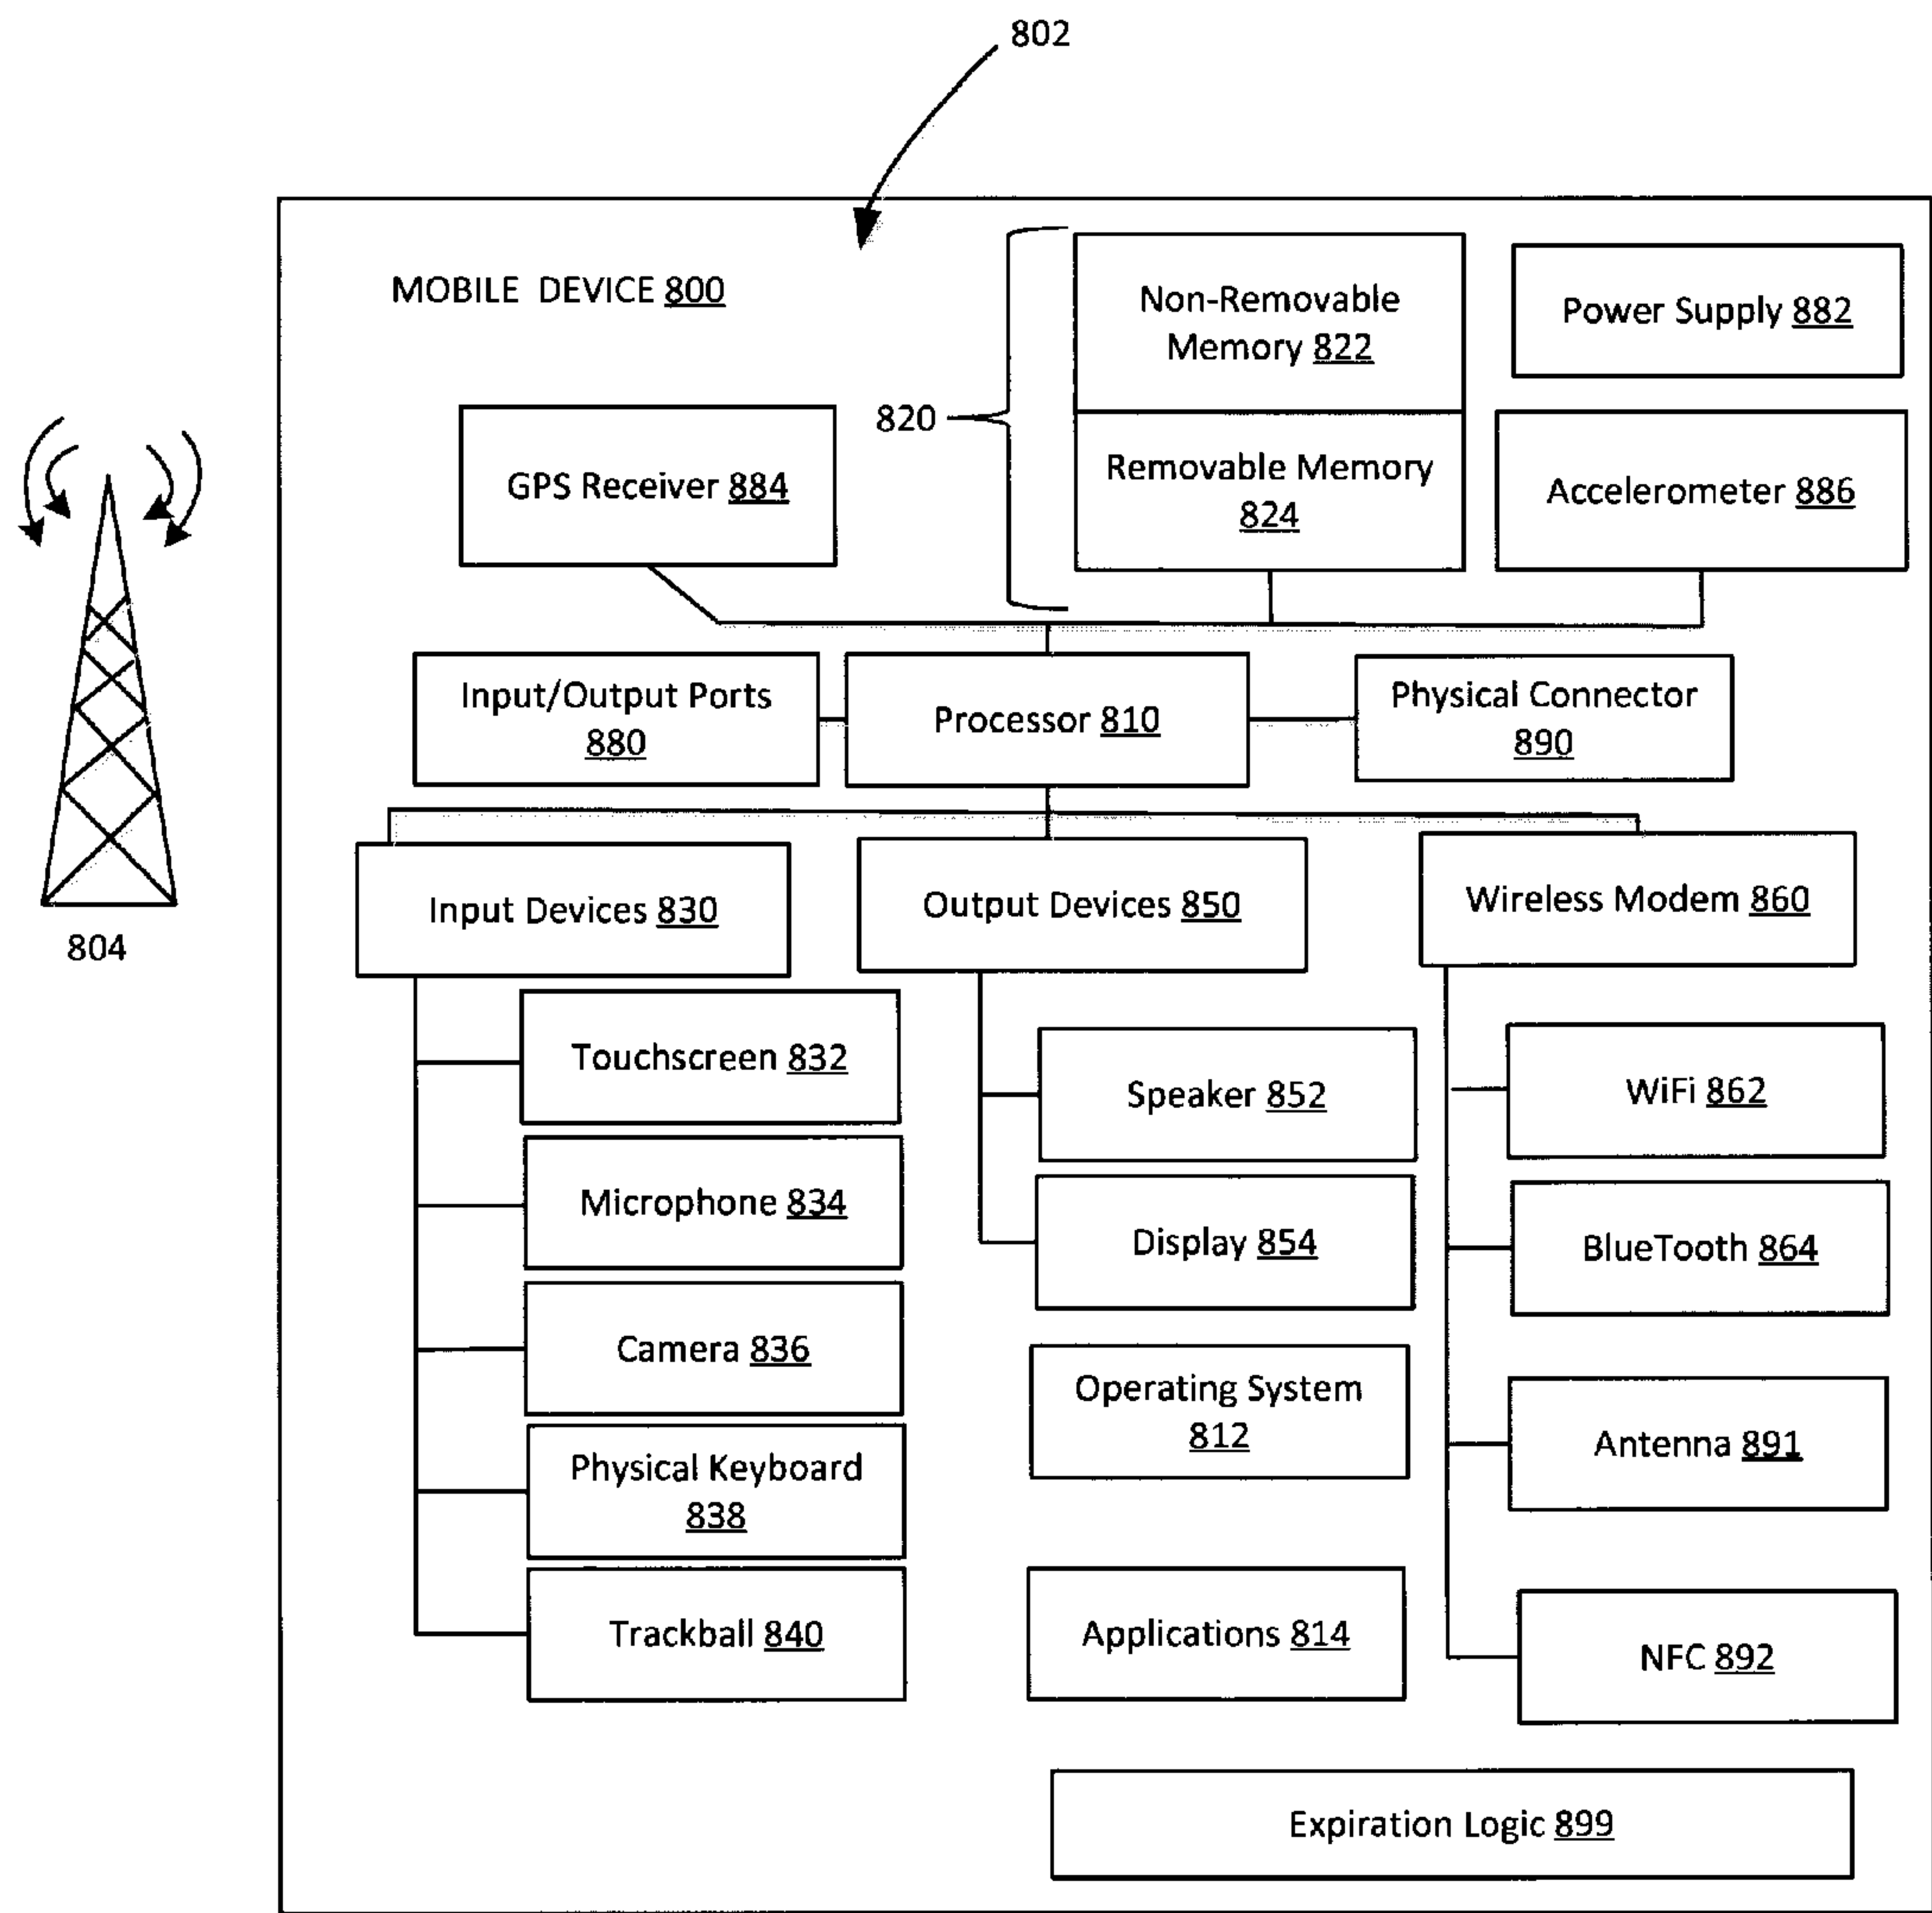 802
MOBILE DEVICE 800
Non-Removable
Memory 822
Power Supply 882
820
GPS Receiver 884
Removable Memory
824
Accelerometer 886
Input/Output Ports
880
Processor 810
Physical Connector
890
804
Input Devices 830
Output Devices 850
Wireless Modem 860
Touchscreen 832
Microphone 834
Camera 836
Physical Keyboard
838
Trackball 840
Speaker 852
Display 854
Operating System
812
Applications 814
WiFi 862
BlueTooth 864
Antenna 891
NFC 892
Expiration Logic 899